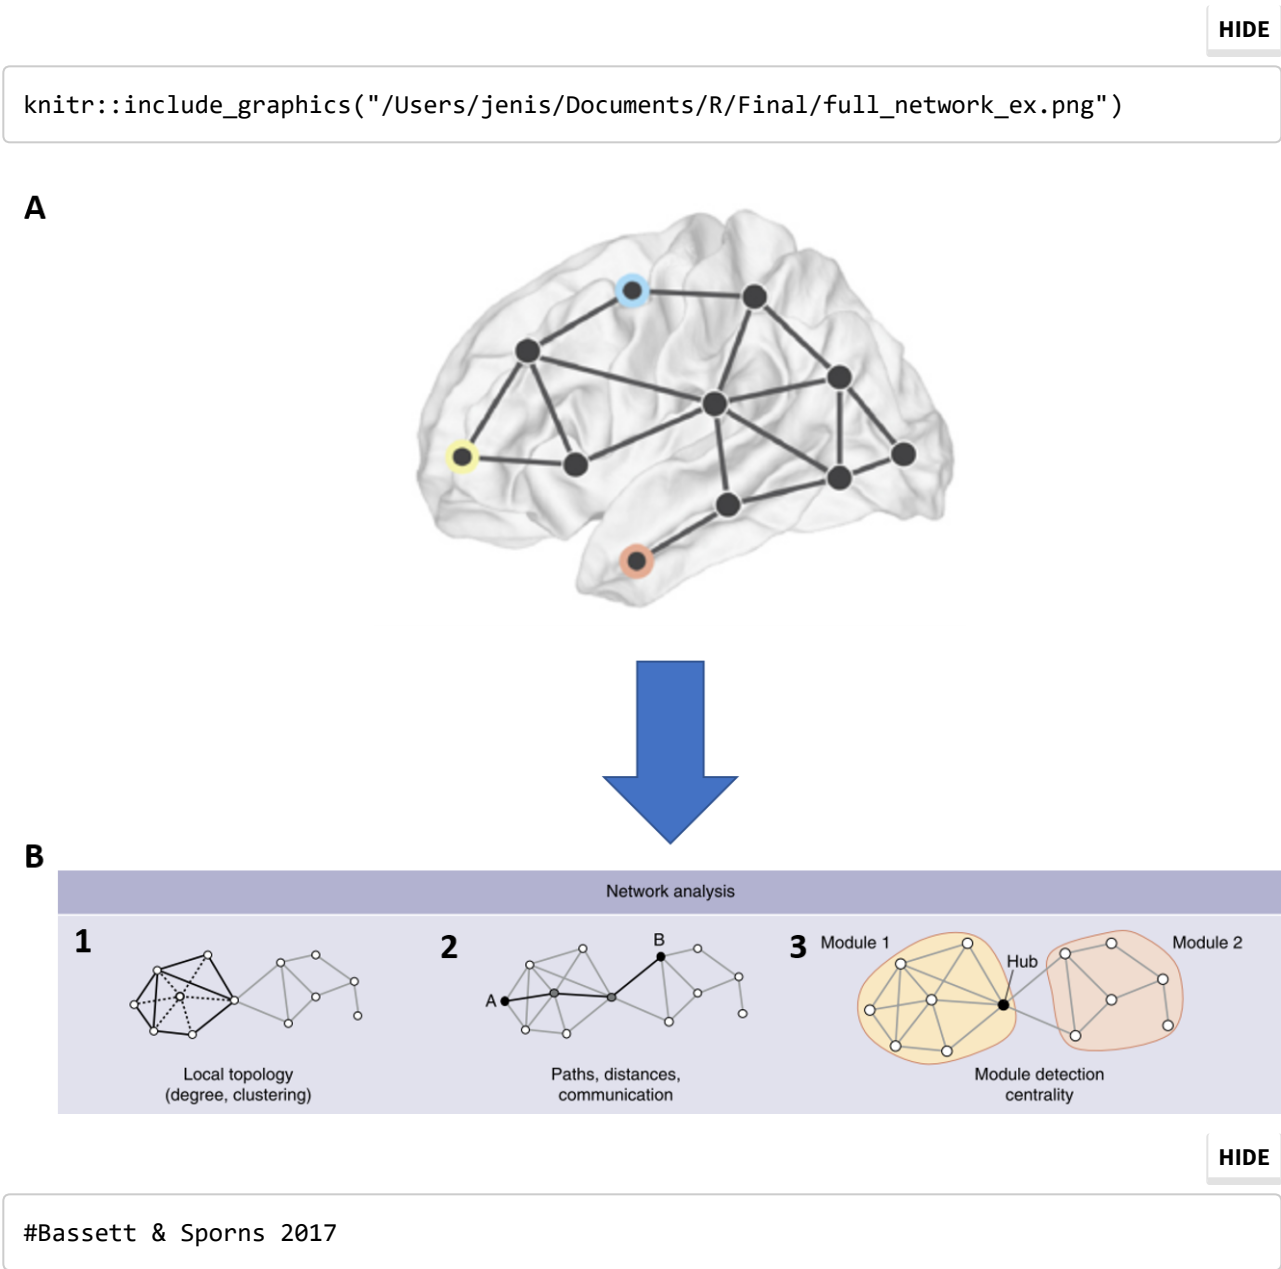 HIDE
knitr::include_graphics("/Users/jenis/Documents/R/Final/full_network_ex.png")
A
B
Network analysis
1
2
3
A
B
Module 1
Hub
Module 2
Local topology
(degree, clustering)
Paths, distances,
communication
Module detection
centrality
HIDE
#Bassett & Sporns 2017